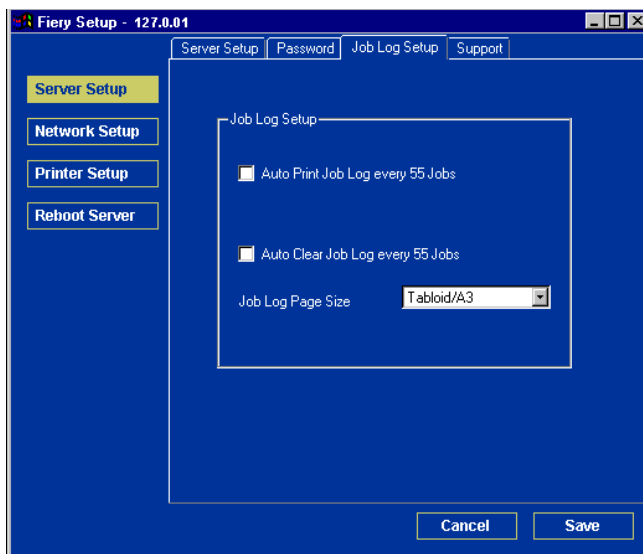 Fiery Setup - 127.0.01
Server Setup Password Job Log Setup Support
Server Setup
Network Setup
Printer Setup
Reboot Server
Job Log Setup
Auto Print Job Log every 55 Jobs
Auto Clear Job Log every 55 Jobs
Job Log Page Size Tabloid/A3
Cancel Save